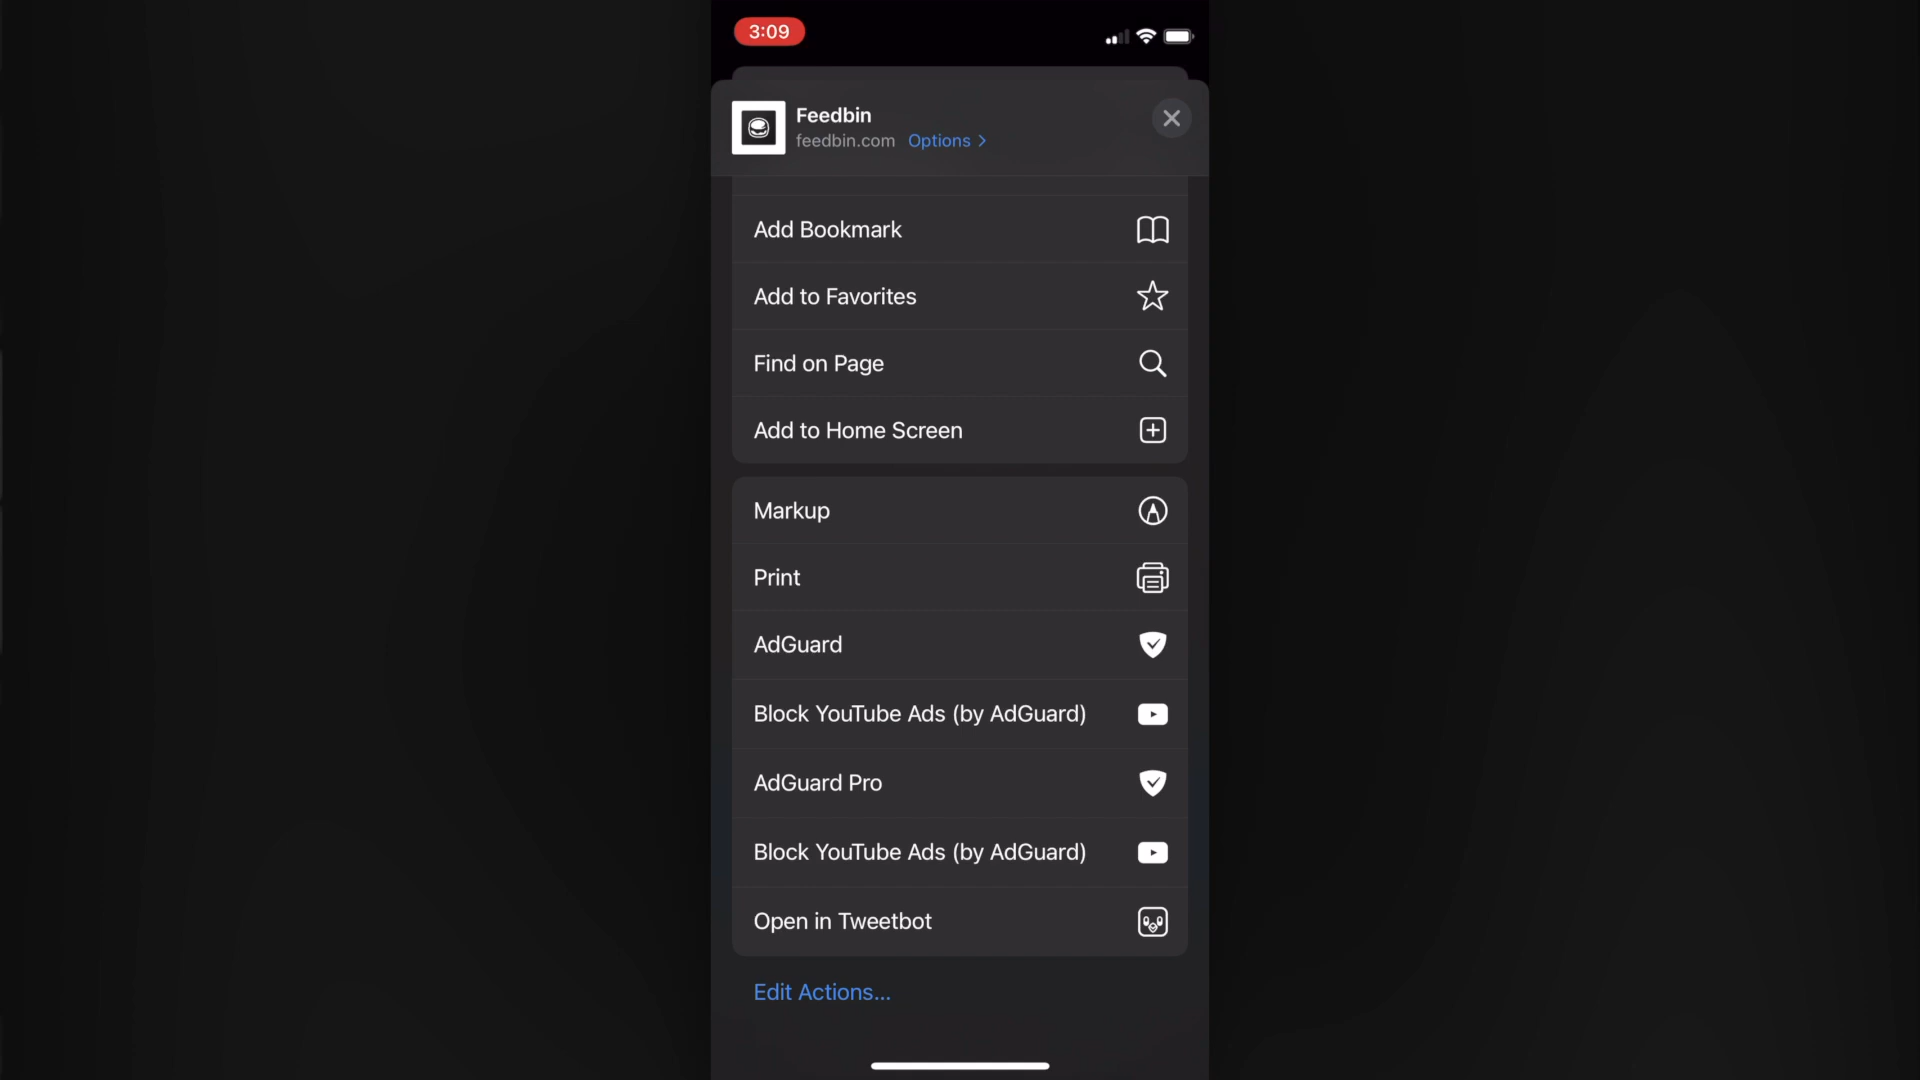 3:09
Feedbin
feedbin.com Options >
Add Bookmark
Add to Favorites
Find on Page
Add to Home Screen
Markup
Print
AdGuard
Block YouTube Ads (by AdGuard)
AdGuard Pro
Block YouTube Ads (by AdGuard)
Open in Tweetbot
Edit Actions...